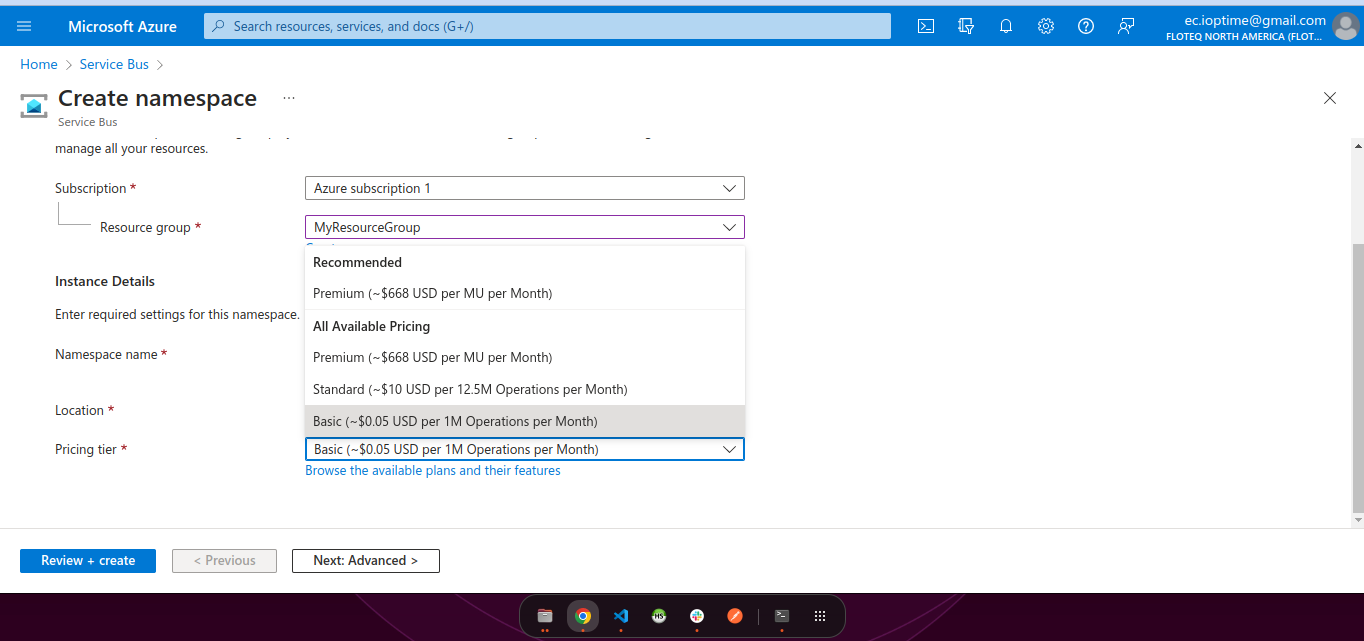 Microsoft Azure
Search resources, services, and docs (G+/)
ec.ioptime@gmail.com
FLOTEQ NORTH AMERICA (FLOT...
Home > Service Bus >
Create namespace ...
Service Bus
manage all your resources.
Subscription *
Azure subscription 1
Resource group *
MyResourceGroup
Instance Details
Enter required settings for this namespace.
Namespace name *
Location *
Pricing tier *
Recommended
Premium (~$668 USD per MU per Month)
All Available Pricing
Premium (~$668 USD per MU per Month)
Standard (~$10 USD per 12.5M Operations per Month)
Basic (~$0.05 USD per 1M Operations per Month)
Basic (~$0.05 USD per 1M Operations per Month)
Browse the available plans and their features
Review + create
< Previous
Next: Advanced >
HS